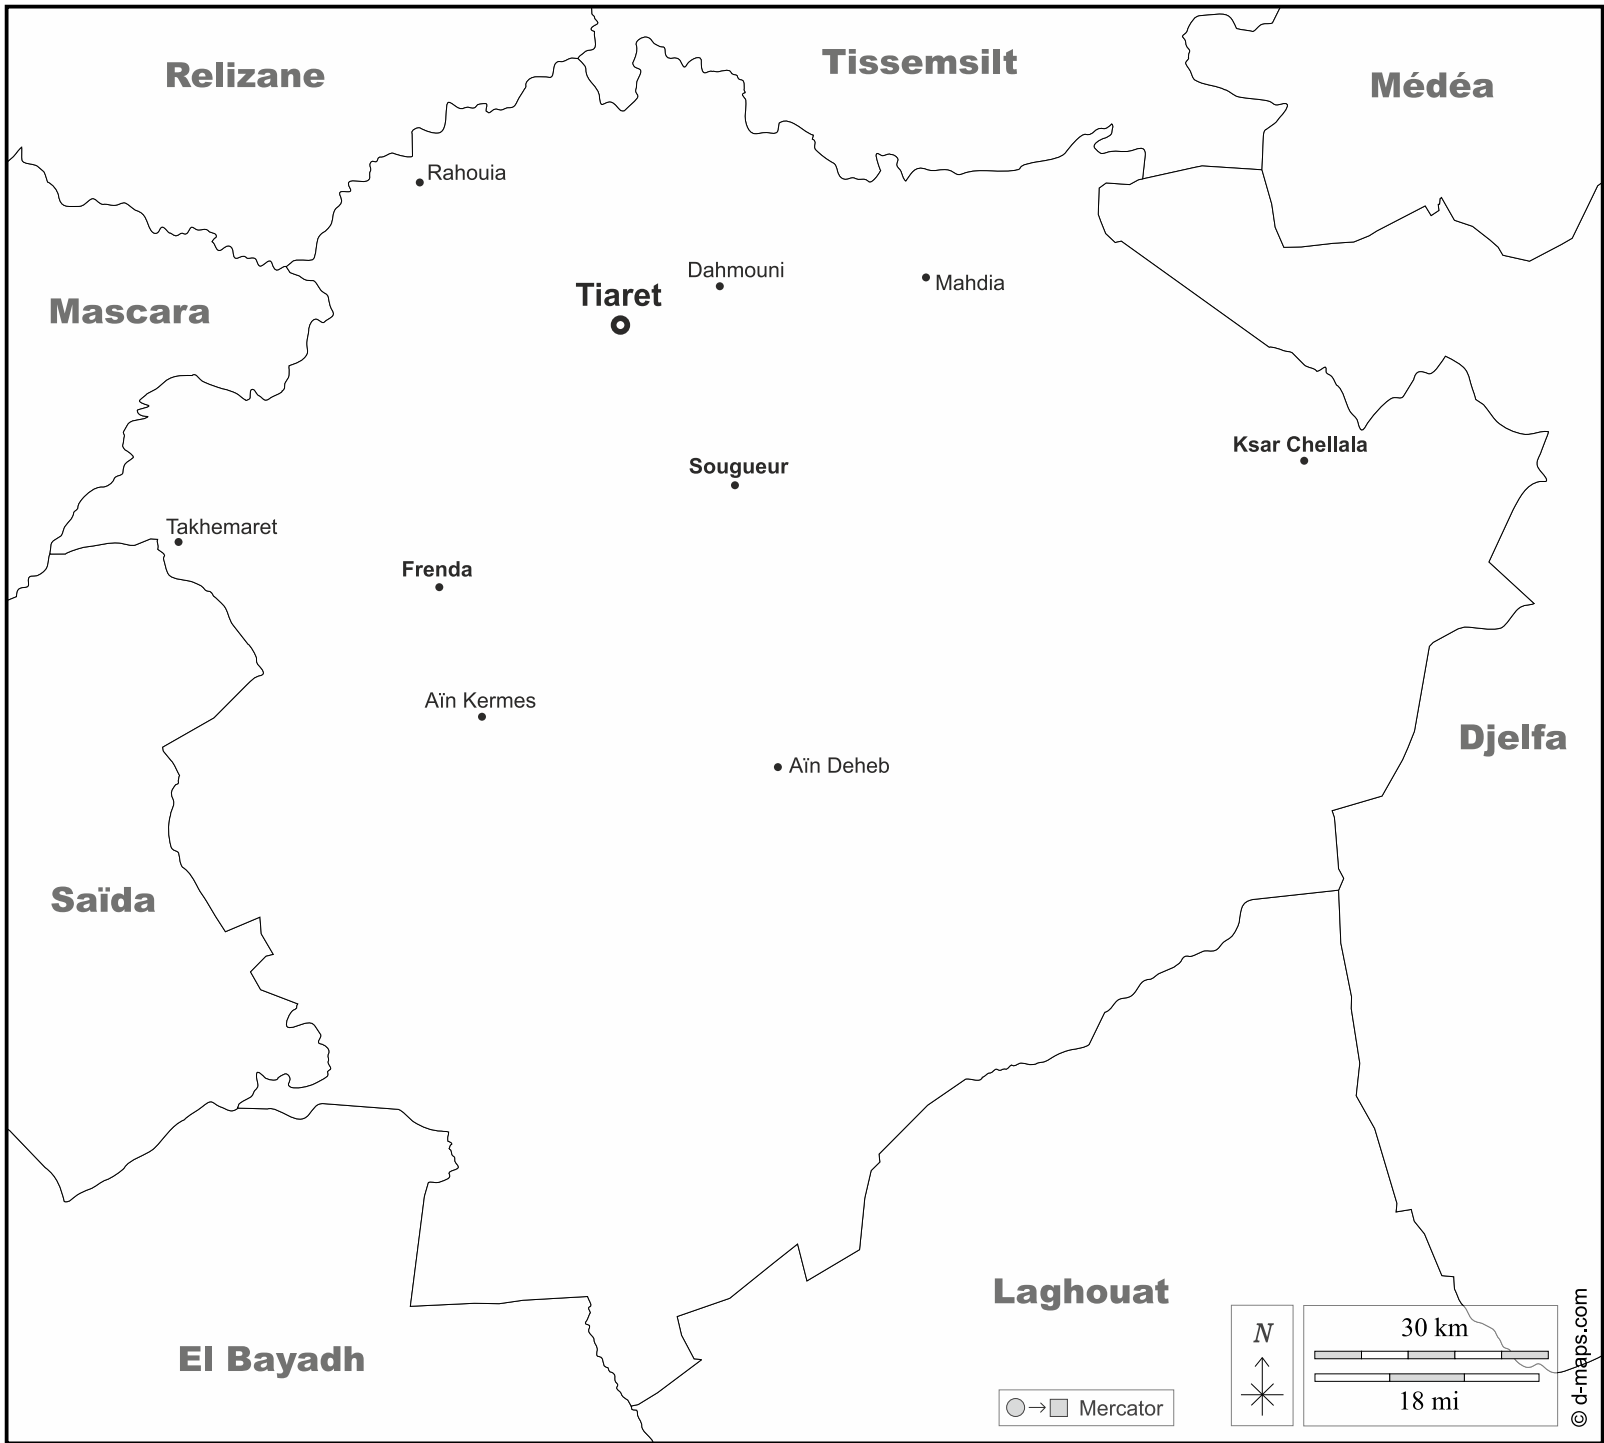 Relizane
Tissemsilt
Médéa
Rahouia
Dahmouni
Mahdia
Tiaret
Mascara
Ksar Chellala
Sougueur
Takhemaret
Frenda
Aïn Kermes
Djelfa
Aïn Deheb
Saïda
Laghouat
El Bayadh
N
30 km
18 mi
Mercator
© d-maps.com